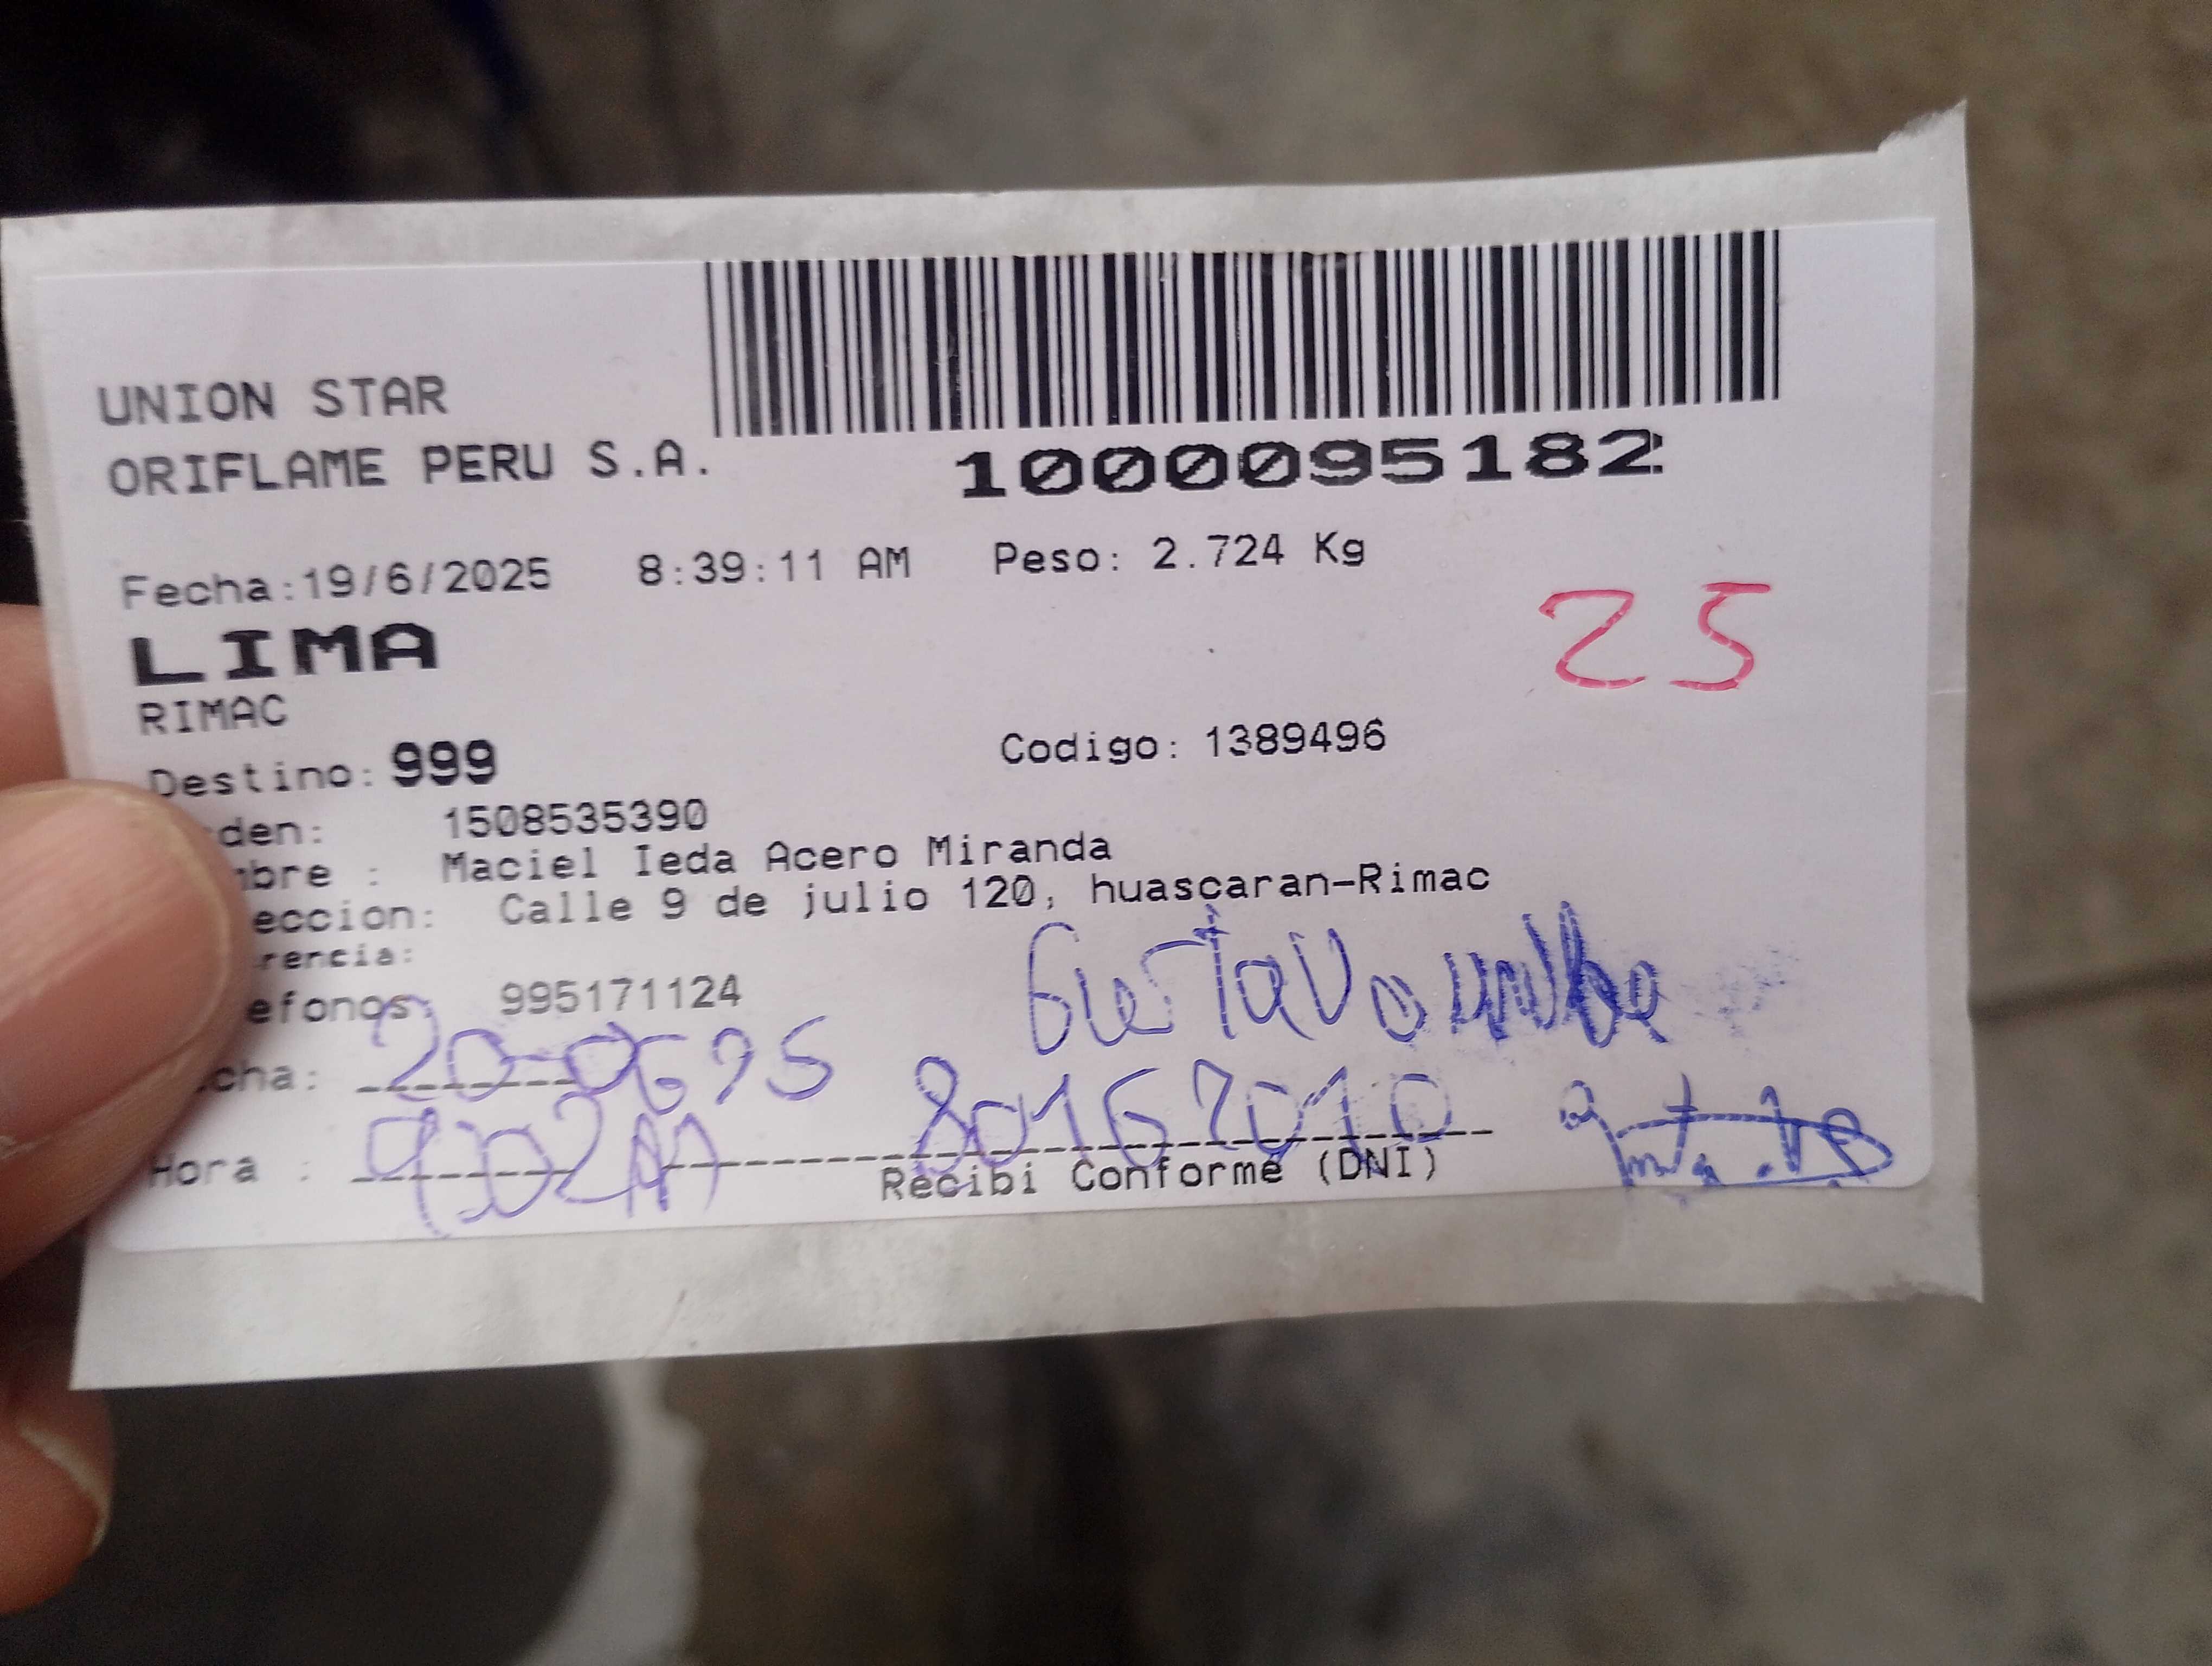 UNION STAR
ORIFLAME PERU S.A.
1000095182
Fecha:19/6/2025 8:39:11 AM Peso: 2.724 Kg
25
LIMA
RIMAC
Destino: 999 Codigo: 1389496
den: 1508535390
bre : Maciel Ieda Acero Miranda
eccion: Calle 9 de julio 120, huascaran-Rimac
rencia:
efonos: 995171124
Gustavo
cha: 20-06 25
80167010
Hora :
Recibi Conforme (DNI)